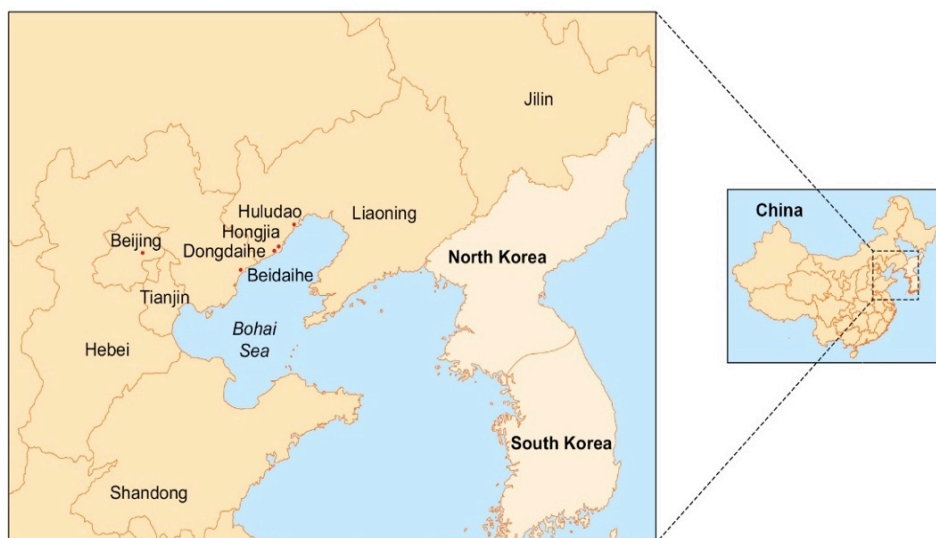 Jilin
Huludao
Liaoning
Hongjia
Beijing
Dongdaihe
North Korea
Beidaihe
Tianjin
Bohai
Sea
Hebei
South Korea
Shandong
China